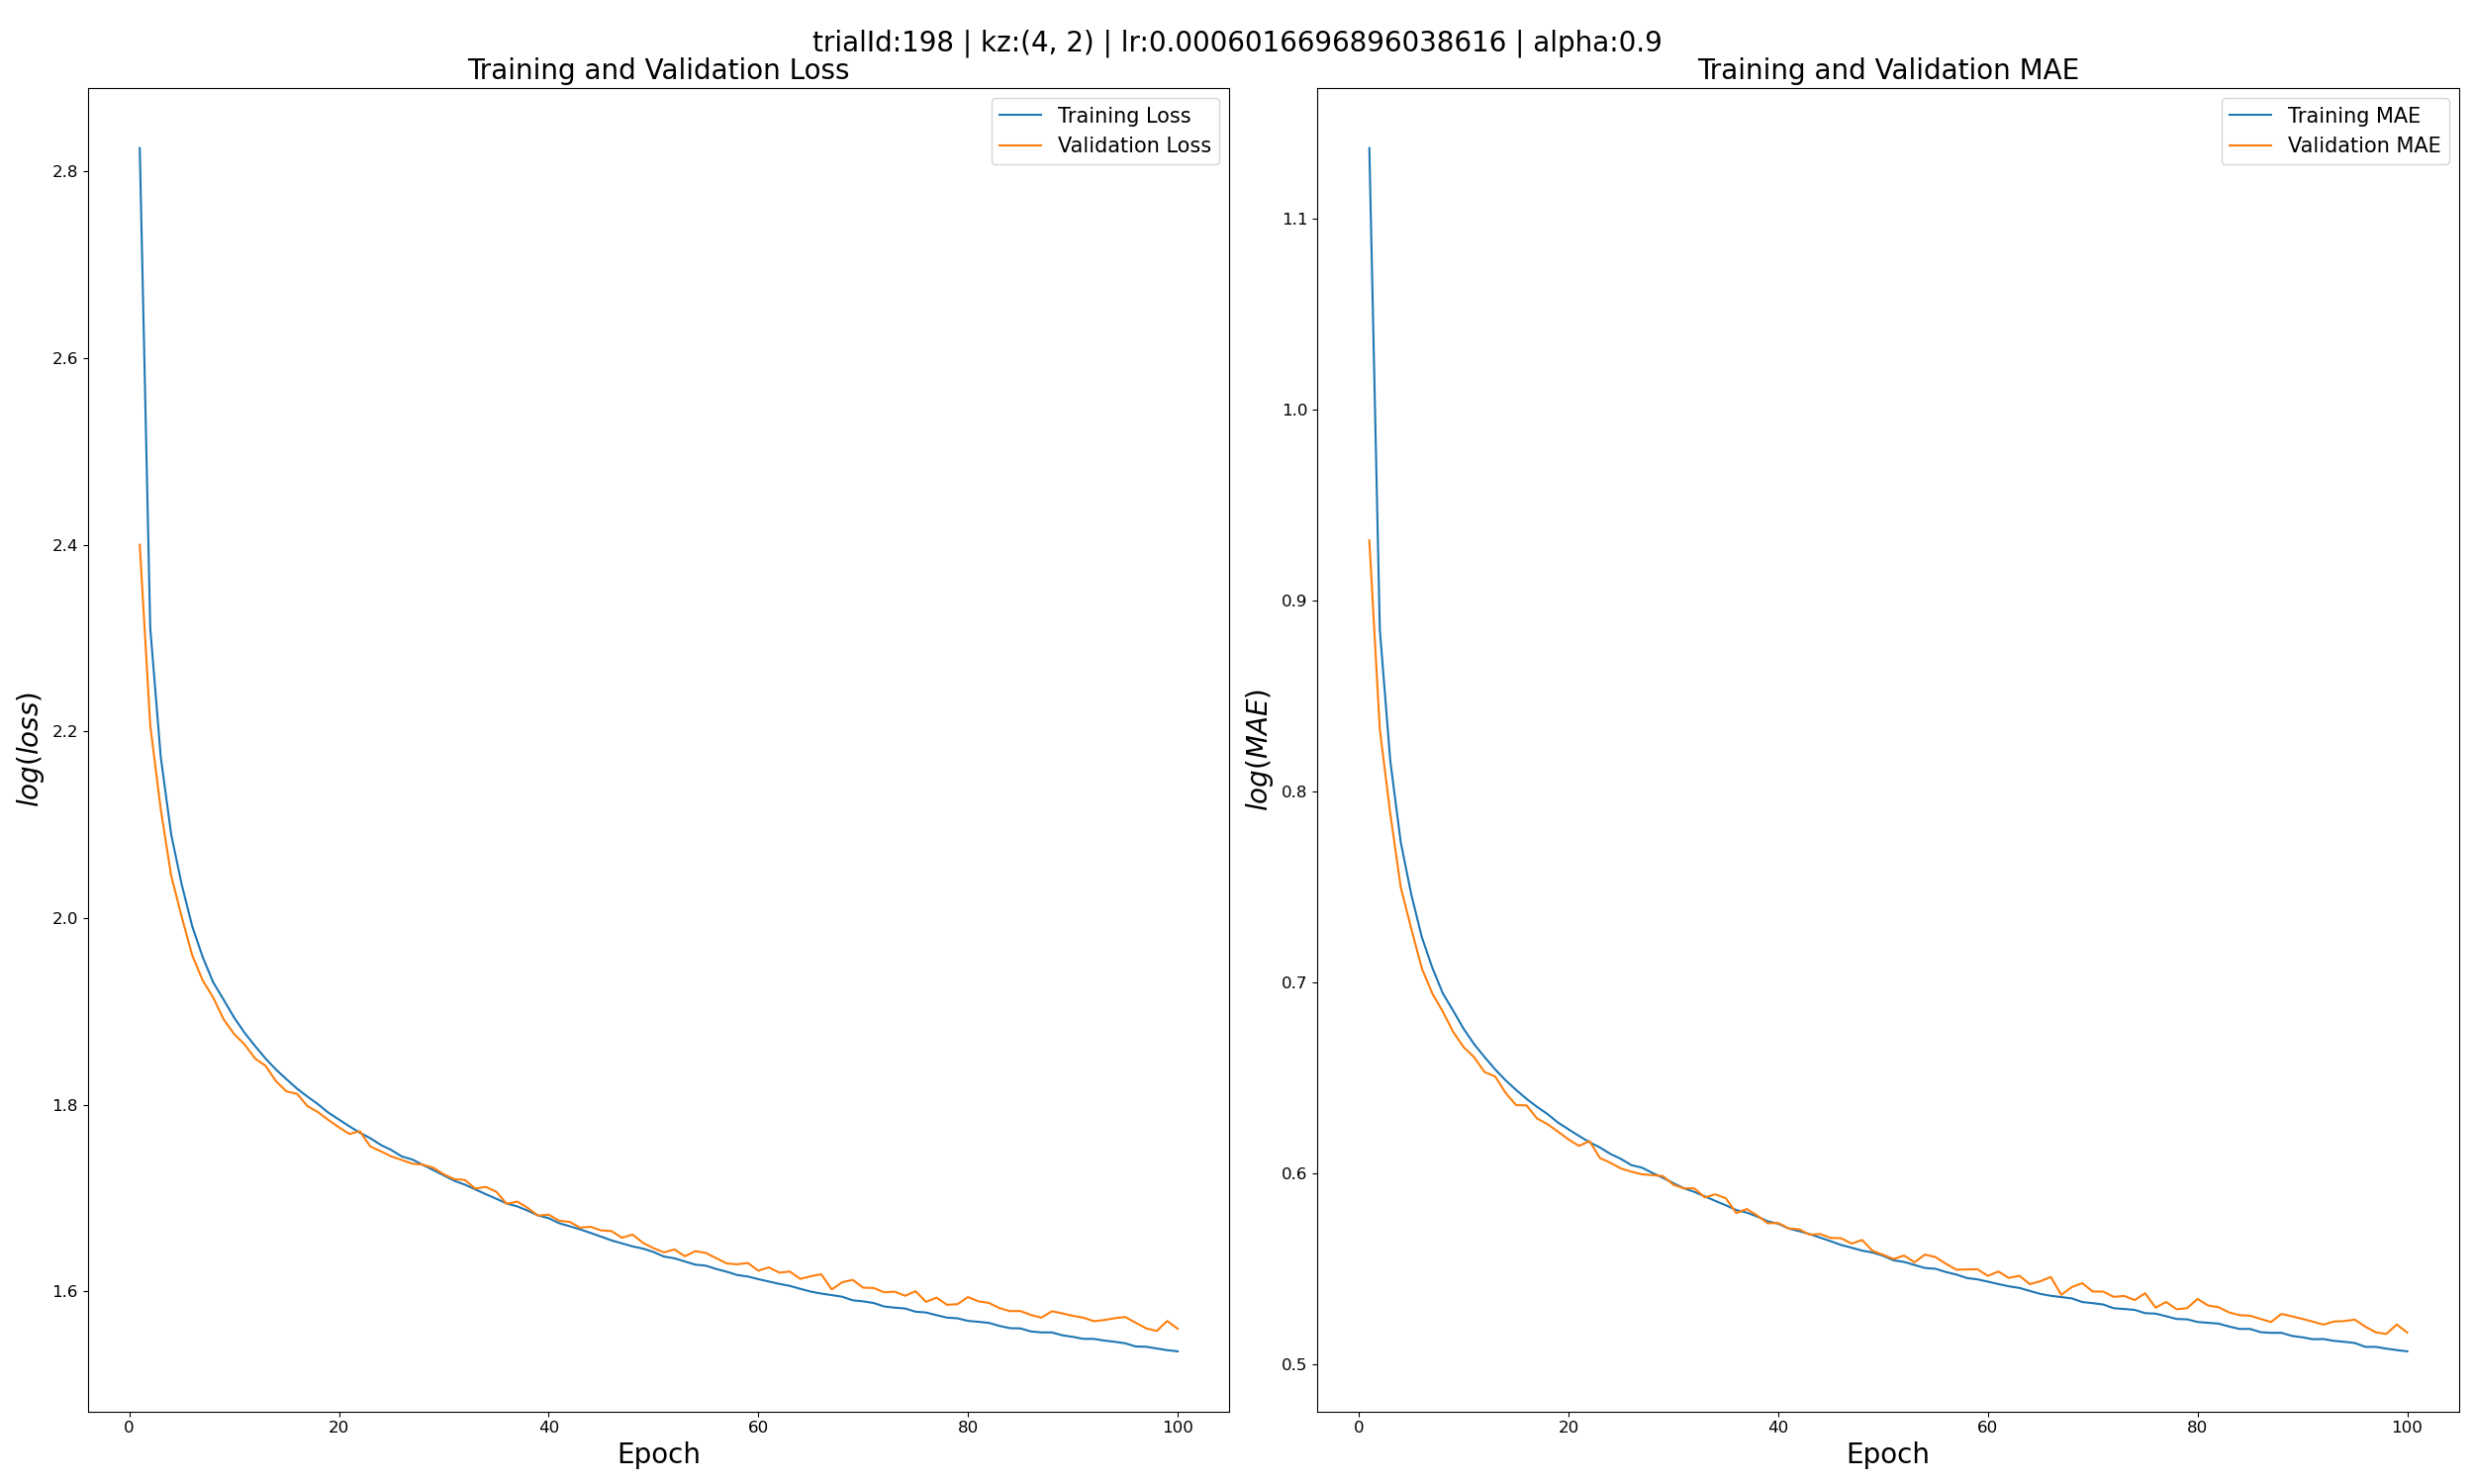 trialId:198 | kz:(4, 2) | lr:0.0006016696896038616 | alpha:0.9
Training and Validation Loss
Training Loss
Validation Loss
2.8
2.6
2.4
2.2
2.0
1.8
1.6
log(loss)
0 20 40 60 80 100
Epoch
Training and Validation MAE
Training MAE
Validation MAE
1.1
1.0
0.9
0.8
0.7
0.6
0.5
log(MAE)
0 20 40 60 80 100
Epoch